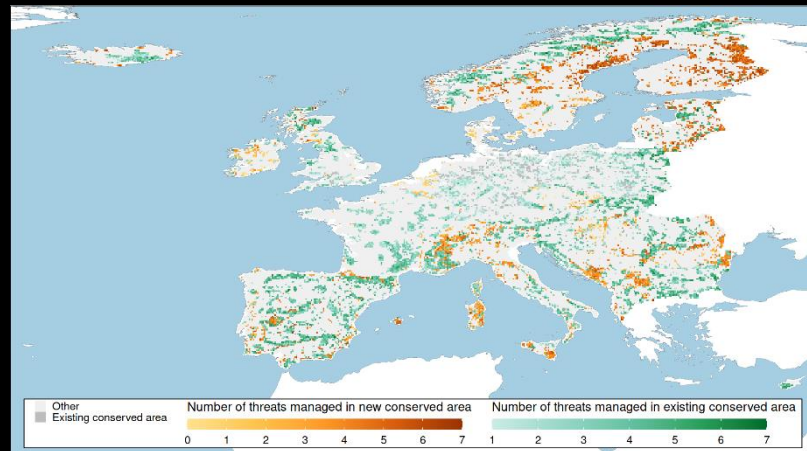 Other
Existing conserved area
Number of threats managed in new conserved area
0 1 2 3 4 5 6 7
Number of threats managed in existing conserved area
1 2 3 4 5 6 7